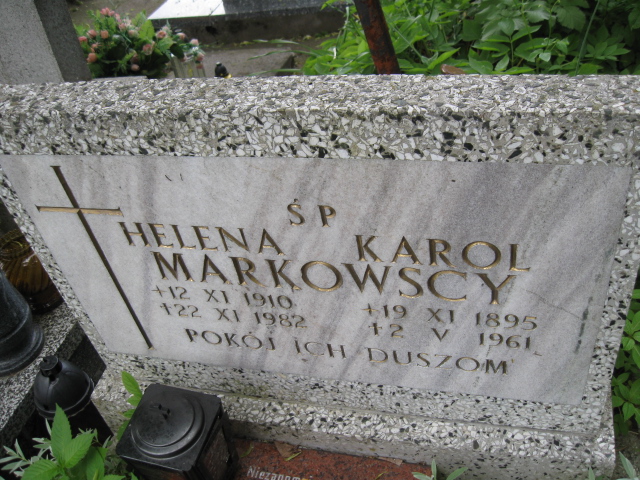 ŚP
HELENA KAROL
MARKOWSCY
+12 XI 1910 +19 XI 1895
+22 XI 1982 +2 V 1961
POKÓJ ICH DUSZOM